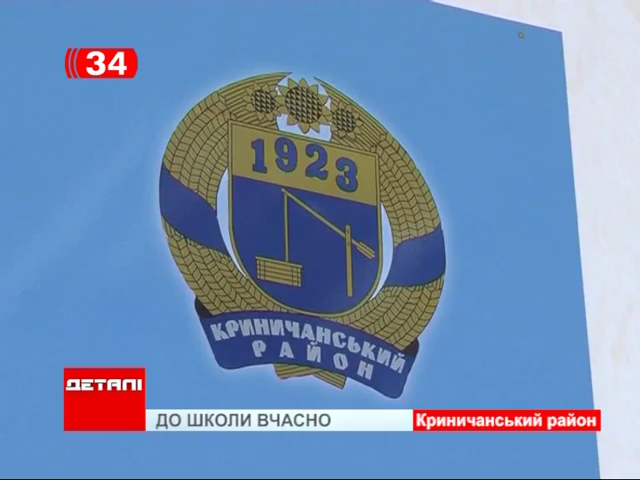 34
1923
КРИНИЧАНСЬКИЙ
РАЙОН
ДЕТАЛІ
ДО ШКОЛИ ВЧАСНО
Криничанський район